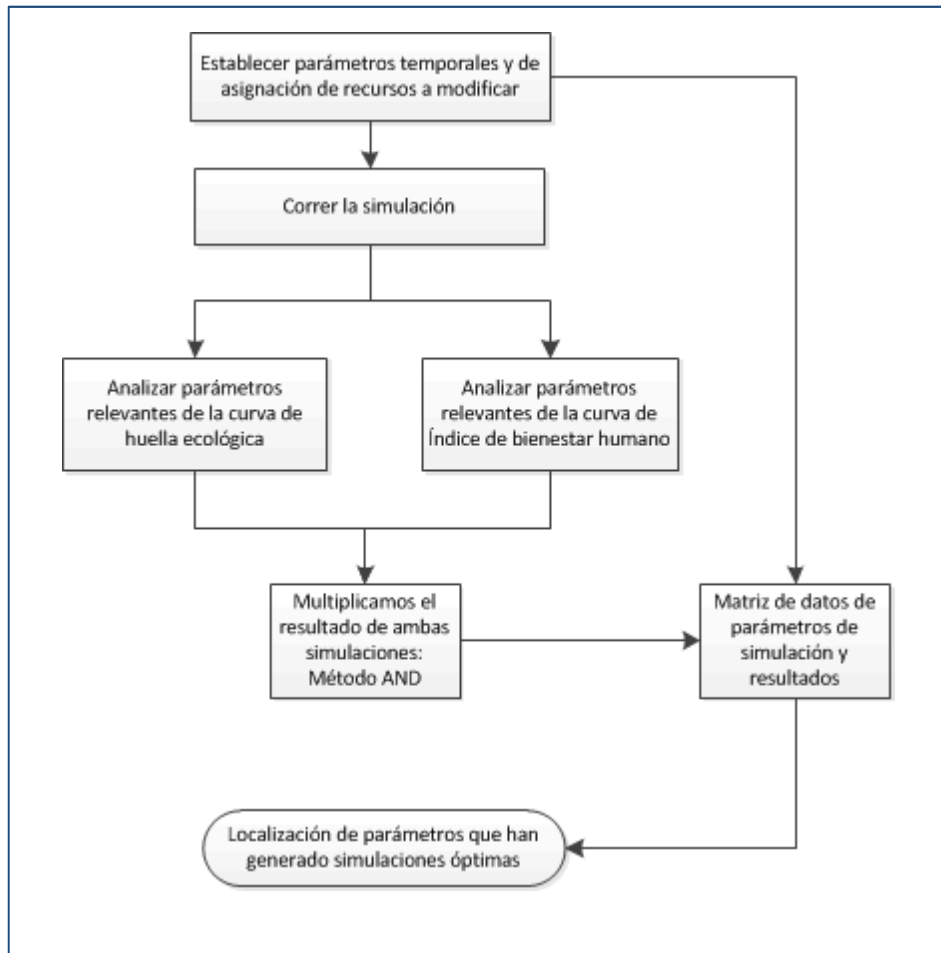 Establecer parámetros temporales y de
asignación de recursos a modificar
Correr la simulación
Analizar parámetros
relevantes de la curva de
huella ecológica
Analizar parámetros
relevantes de la curva de
Índice de bienestar humano
Multiplicamos el
resultado de ambas
simulaciones:
Método AND
Matriz de datos de
parámetros de
simulación y
resultados
Localización de parámetros que han
generado simulaciones óptimas